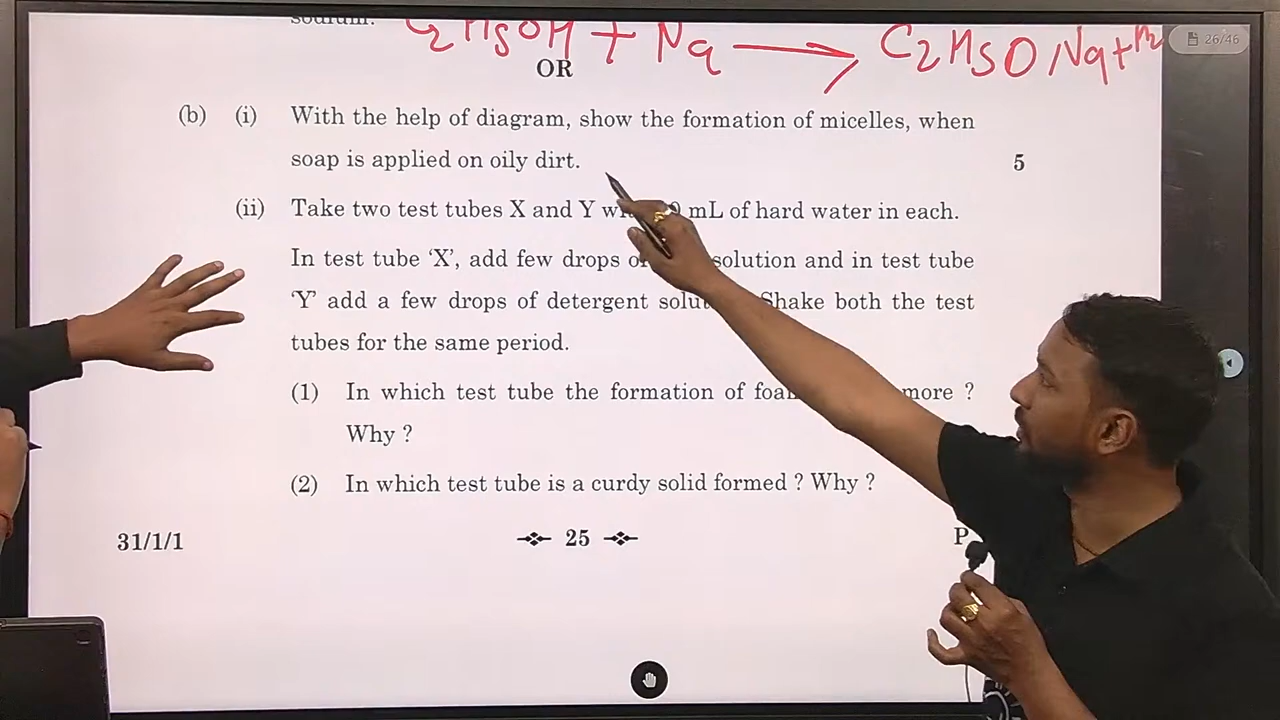 sodium.
C2H5OH + Na → C2H5ONa + H2
26/46
OR
(b) (i) With the help of diagram, show the formation of micelles, when
soap is applied on oily dirt. 5
(ii) Take two test tubes X and Y mL of hard water in each.
In test tube ‘X’, add few drops solution and in test tube
‘Y’ add a few drops of detergent Shake both the test
tubes for the same period.
(1) In which test tube the formation of more ?
Why ?
(2) In which test tube is a curdy solid formed ? Why ?
31/1/1 25 P